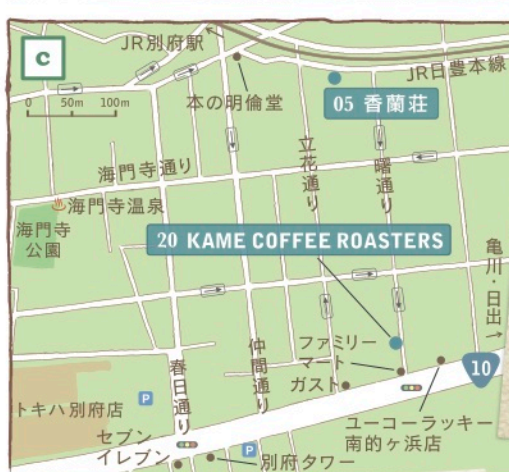 C
JR別府駅
JR日豊本線
0 50m 100m
本の明倫堂
05 香蘭荘
立花通り
曙通り
海門寺通り
海門寺温泉
海門寺
公園
20 KAME COFFEE ROASTERS
亀川・日出→
ファミリー
マート
ガスト
10
春日通り
仲間通り
トキハ別府店
P
セブン
イレブン
P
別府タワー
ユーコーラッキー
南的ヶ浜店